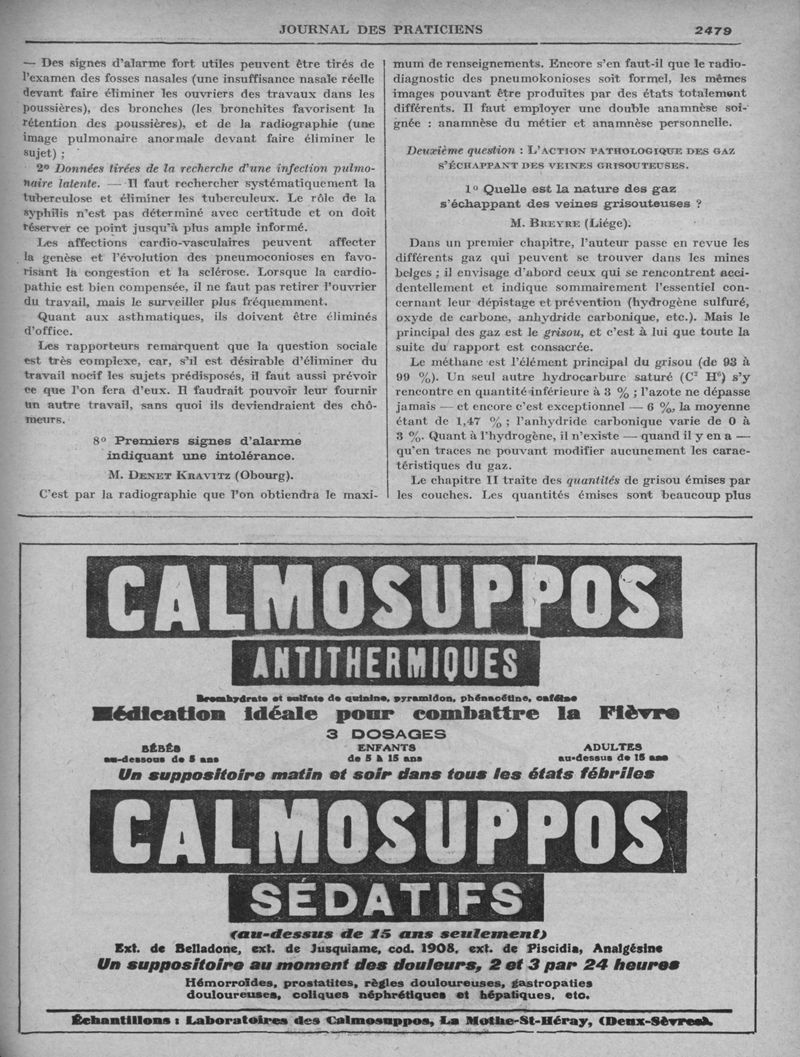 JOURNAL DES PRATICIENS 2479
— Des signes d'alarme fort utiles peuvent être tirés de
l'examen des fosses nasales (une insuffisance nasale réelle
devant faire éliminer les ouvriers des travaux dans les
poussières), des bronches (les bronchites favorisent la
rétention des poussières), et de la radiographie (une
image pulmonaire anormale devant faire éliminer le
sujet) ;
2° Données tirées de la recherche d'une infection pulmo-
naire latente. — Il faut rechercher systématiquement la
tuberculose et éliminer les tuberculeux. Le rôle de la
syphilis n'est pas déterminé avec certitude et on doit
réserver ce point jusqu'à plus ample informé.
Les affections cardio-vasculaires peuvent affecter
la genèse et l'évolution des pneumoconioses en favo-
risant la congestion et la sclérose. Lorsque la cardio-
pathie est bien compensée, il ne faut pas retirer l'ouvrier
du travail, mais le surveiller plus fréquemment.
Quant aux asthmatiques, ils doivent être éliminés
d'office.
Les rapporteurs remarquent que la question sociale
est très complexe, car, s'il est désirable d'éliminer du
travail nocif les sujets prédisposés, il faut aussi prévoir
ce que l'on fera d'eux. Il faudrait pouvoir leur fournir
un autre travail, sans quoi ils deviendraient des chô-
meurs.
8° Premiers signes d'alarme
indiquant une intolérance.
M. DENET KRAVITZ (Obourg).
C'est par la radiographie que l'on obtiendra le maxi-
mum de renseignements. Encore s'en faut-il que le radio-
diagnostic des pneumokonioses soit formel, les mêmes
images pouvant être produites par des états totalement
différents. Il faut employer une double anamnèse soi-
gnée : anamnèse du métier et anamnèse personnelle.
Deuxième question : L'ACTION PATHOLOGIQUE DES GAZ
S'ÉCHAPPANT DES VEINES GRISOUTEUSES.
1° Quelle est la nature des gaz
s'échappant des veines grisouteuses ?
M. BREYRE (Liége).
Dans un premier chapitre, l'auteur passe en revue les
différents gaz qui peuvent se trouver dans les mines
belges ; il envisage d'abord ceux qui se rencontrent acci-
dentellement et indique sommairement l'essentiel con-
cernant leur dépistage et prévention (hydrogène sulfuré,
oxyde de carbone, anhydride carbonique, etc.). Mais le
principal des gaz est le grisou, et c'est à lui que toute la
suite du rapport est consacrée.
Le méthane est l'élément principal du grisou (de 93 à
99 %). Un seul autre hydrocarbure saturé (C² H⁶) s'y
rencontre en quantité inférieure à 3 % ; l'azote ne dépasse
jamais — et encore c'est exceptionnel — 6 %, la moyenne
étant de 1,47 % ; l'anhydride carbonique varie de 0 à
3 %. Quant à l'hydrogène, il n'existe — quand il y en a —
qu'en traces ne pouvant modifier aucunement les carac-
téristiques du gaz.
Le chapitre II traite des quantités de grisou émises par
les couches. Les quantités émises sont beaucoup plus
CALMOSUPPOS
ANTITHERMIQUES
Bromhydrate et sulfate de quinine, pyramidon, phénacétine, caféine
Médication idéale pour combattre la Fièvre
3 DOSAGES
BÉBÉS ENFANTS ADULTES
au-dessous de 5 ans de 5 à 15 ans au-dessus de 15 ans
Un suppositoire matin et soir dans tous les états fébriles
CALMOSUPPOS
SÉDATIFS
(au-dessus de 15 ans seulement)
Ext. de Belladone, ext. de Jusquiame, cod. 1908, ext. de Piscidia, Analgésine
Un suppositoire au moment des douleurs, 2 et 3 par 24 heures
Hémorroïdes, prostatites, règles douloureuses, gastropaties
douloureuses, coliques néphrétiques et hépatiques, etc.
Échantillons : Laboratoires des Calmosuppos, La Mothe-St-Héray, (Deux-Sèvres).